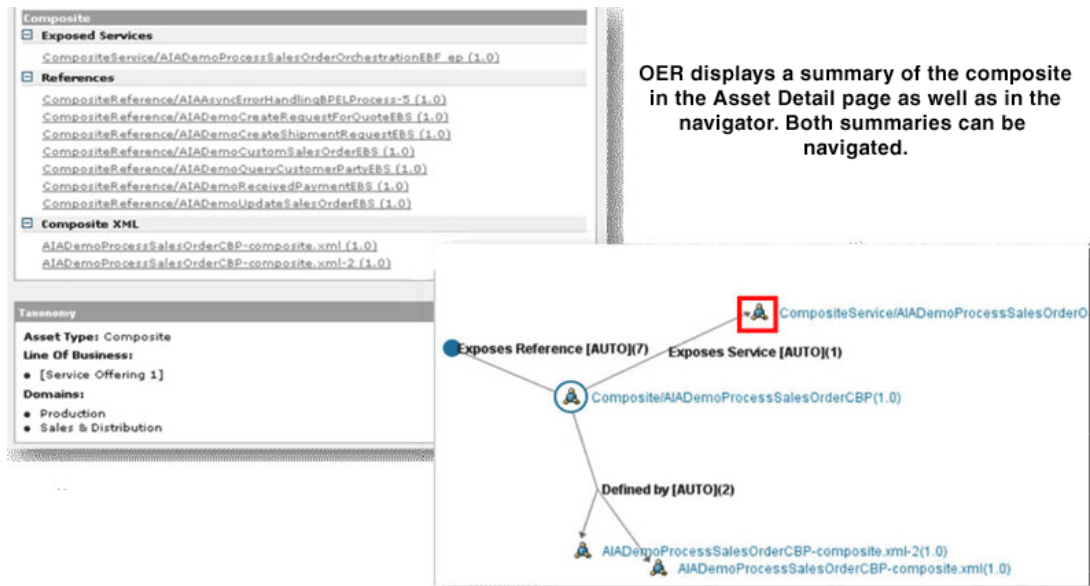 Composite
Exposed Services
CompositeService/AIADemoProcessSalesOrderOrchestrationEBF_ep (1.0)
References
CompositeReference/AIAAsyncErrorHandlingBPELProcess-5 (1.0)
CompositeReference/AIADemoCreateRequestForQuoteEBS (1.0)
CompositeReference/AIADemoCreateShipmentRequestEBS (1.0)
CompositeReference/AIADemoCustomSalesOrderEBS (1.0)
CompositeReference/AIADemoQueryCustomerPartyEBS (1.0)
CompositeReference/AIADemoReceivedPaymentEBS (1.0)
CompositeReference/AIADemoUpdateSalesOrderEBS (1.0)
Composite XML
AIADemoProcessSalesOrderCBP-composite.xml (1.0)
AIADemoProcessSalesOrderCBP-composite.xml-2 (1.0)
Taxonomy
Asset Type: Composite
Line Of Business:
[Service Offering 1]
Domains:
Production
Sales & Distribution
OER displays a summary of the composite
in the Asset Detail page as well as in the
navigator. Both summaries can be
navigated.
CompositeService/AIADemoProcessSalesOrderO
Exposes Reference [AUTO](7)
Exposes Service [AUTO](1)
Composite/AIADemoProcessSalesOrderCBP(1.0)
Defined by [AUTO](2)
AIADemoProcessSalesOrderCBP-composite.xml-2(1.0)
AIADemoProcessSalesOrderCBP-composite.xml(1.0)